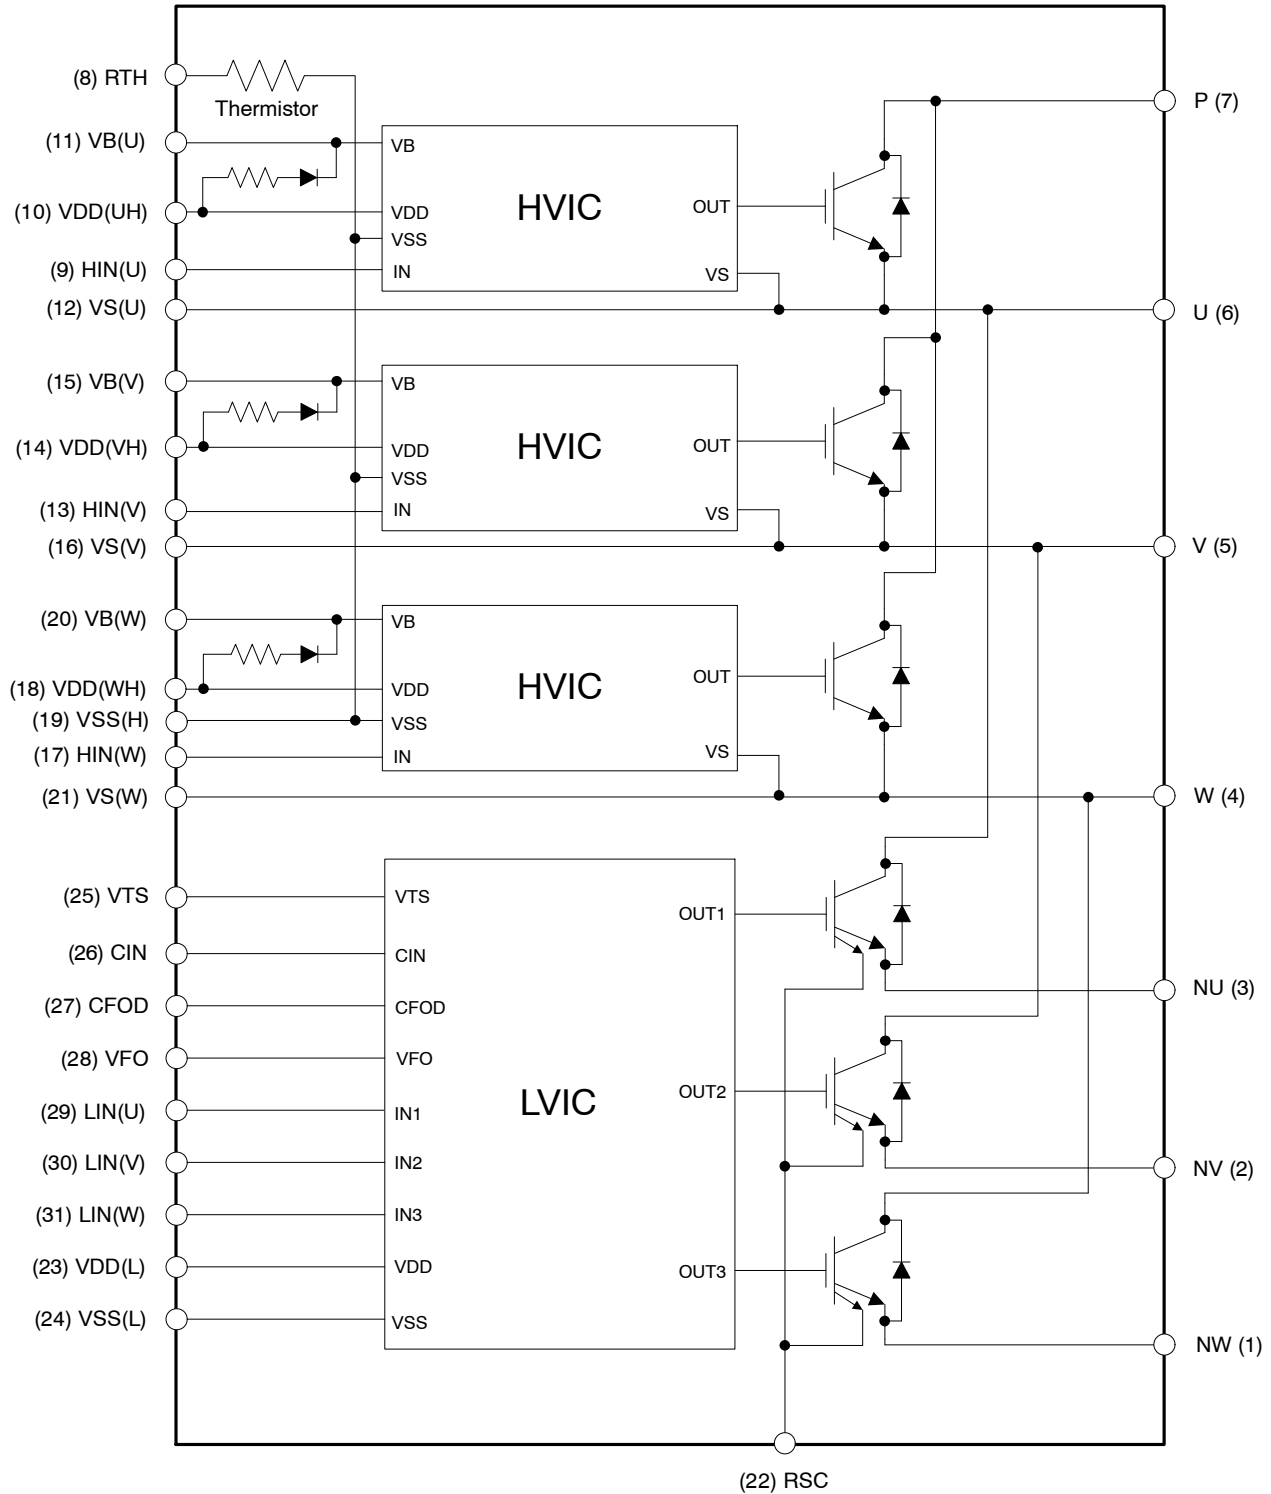 (8) RTH
Thermistor
(11) VB(U)
(10) VDD(UH)
(9) HIN(U)
(12) VS(U)
VB
VDD
VSS
IN
HVIC
OUT
VS
P (7)
U (6)
(15) VB(V)
(14) VDD(VH)
(13) HIN(V)
(16) VS(V)
VB
VDD
VSS
IN
HVIC
OUT
VS
V (5)
(20) VB(W)
(18) VDD(WH)
(19) VSS(H)
(17) HIN(W)
(21) VS(W)
VB
VDD
VSS
IN
HVIC
OUT
VS
W (4)
(25) VTS
(26) CIN
(27) CFOD
(28) VFO
(29) LIN(U)
(30) LIN(V)
(31) LIN(W)
(23) VDD(L)
(24) VSS(L)
VTS
CIN
CFOD
VFO
IN1
IN2
IN3
VDD
VSS
LVIC
OUT1
OUT2
OUT3
NU (3)
NV (2)
NW (1)
(22) RSC